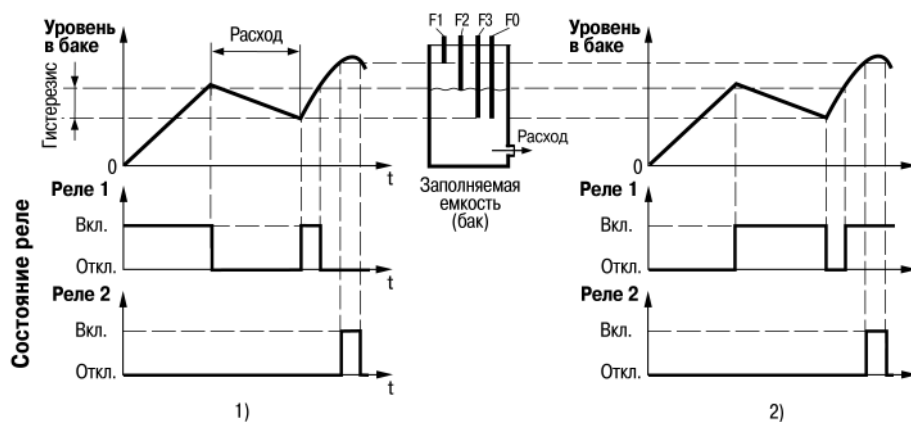 Уровень
в баке
Расход
Гистерезис
0
t
Реле 1
Вкл.
Откл.
t
Реле 2
Вкл.
Откл.
t
Состояние реле
1)
F1 F2 F3 F0
Расход
Заполняемая
емкость
(бак)
Уровень
в баке
0
Реле 1
Вкл.
Откл.
Реле 2
Вкл.
Откл.
2)